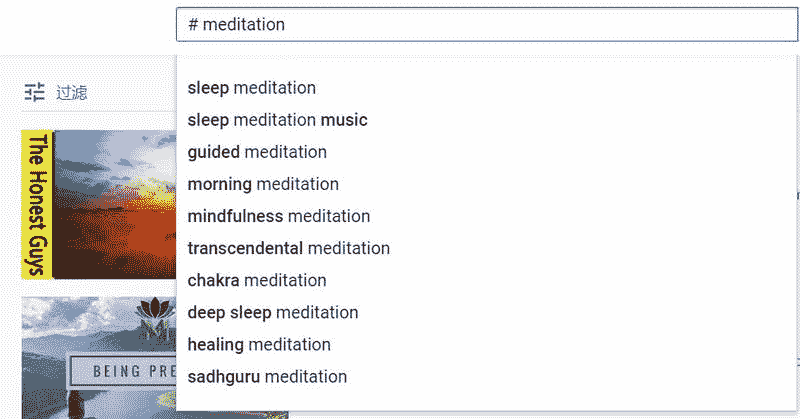 # meditation
过滤
sleep meditation
sleep meditation music
guided meditation
morning meditation
mindfulness meditation
transcendental meditation
chakra meditation
deep sleep meditation
healing meditation
sadhguru meditation
The Honest Guys
BEING PRE